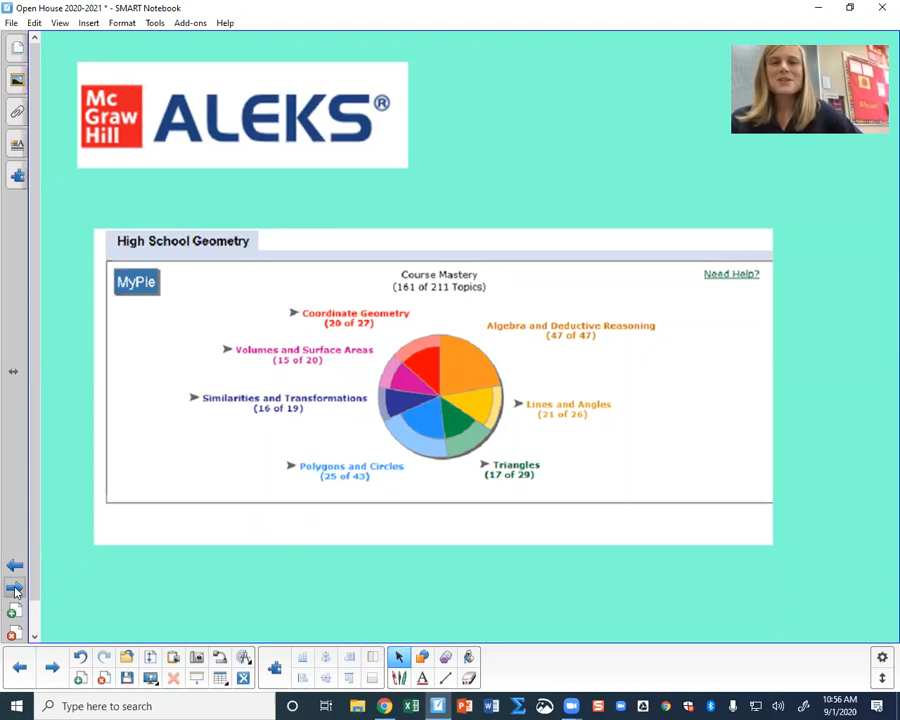 Open House 2020-2021 * - SMART Notebook
File Edit View Insert Format Tools Add-ons Help
Mc
Graw
Hill
ALEKS®
High School Geometry
MyPie
Course Mastery
(161 of 211 Topics)
Need Help?
Coordinate Geometry
(20 of 27)
Algebra and Deductive Reasoning
(47 of 47)
Volumes and Surface Areas
(15 of 20)
Similarities and Transformations
(16 of 19)
Lines and Angles
(21 of 26)
Polygons and Circles
(25 of 43)
Triangles
(17 of 29)
Type here to search
10:56 AM
9/1/2020